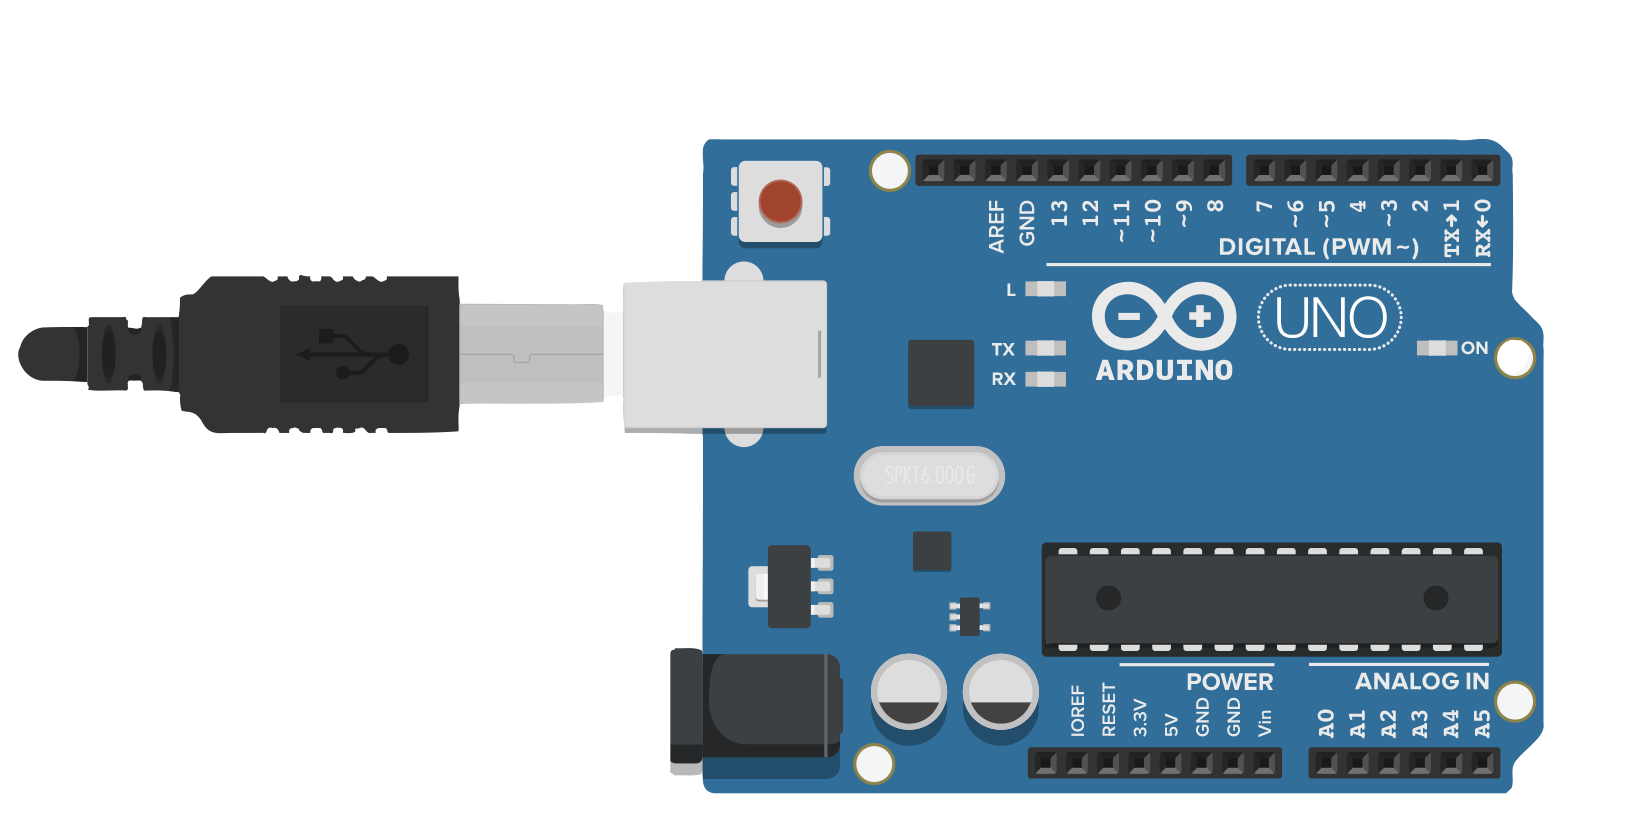 AREF
GND
13
12
~11
~10
~9
8
7
~6
~5
4
~3
2
TX→1
RX←0
DIGITAL (PWM~)
L
TX
RX
UNO
ARDUINO
ON
SPK16.000G
POWER
ANALOG IN
IOREF
RESET
3.3V
5V
GND
GND
Vin
A0
A1
A2
A3
A4
A5